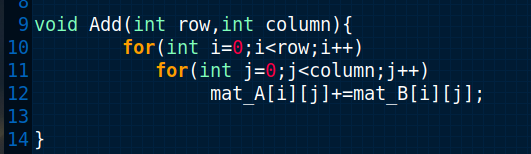 8
9 void Add(int row,int column){
10 for(int i=0;i<row;i++)
11 for(int j=0;j<column;j++)
12 mat_A[i][j]+=mat_B[i][j];
13
14 }